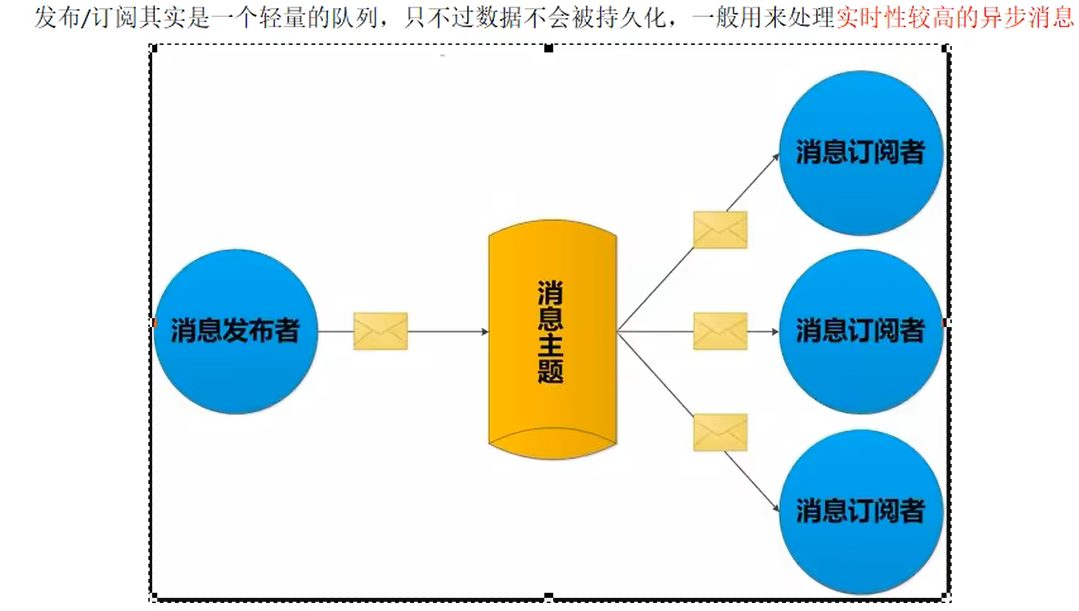 发布/订阅其实是一个轻量的队列，只不过数据不会被持久化，一般用来处理实时性较高的异步消息
消息订阅者
消息发布者
消息主题
消息订阅者
消息订阅者